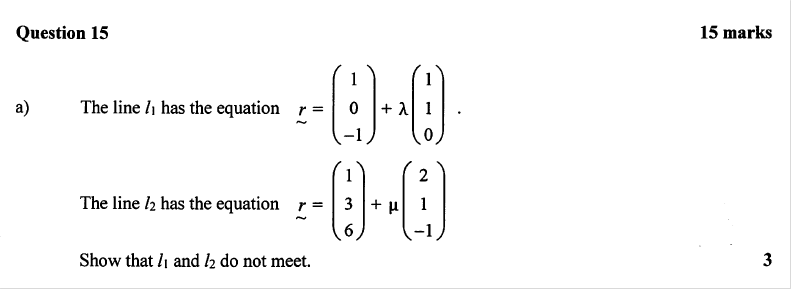 Question 15 15 marks
a) The line l₁ has the equation r̰ = (1 0 −1) + λ (1 1 0) .
The line l₂ has the equation r̰ = (1 3 6) + μ (2 1 −1)
Show that l₁ and l₂ do not meet. 3